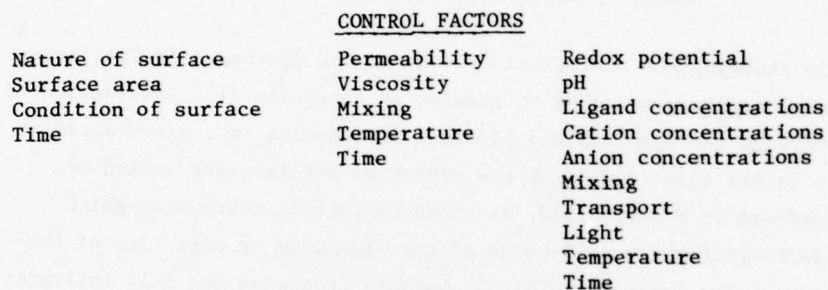 CONTROL FACTORS
Nature of surface Permeability Redox potential
Surface area Viscosity pH
Condition of surface Mixing Ligand concentrations
Time Temperature Cation concentrations
Time Anion concentrations
Mixing
Transport
Light
Temperature
Time